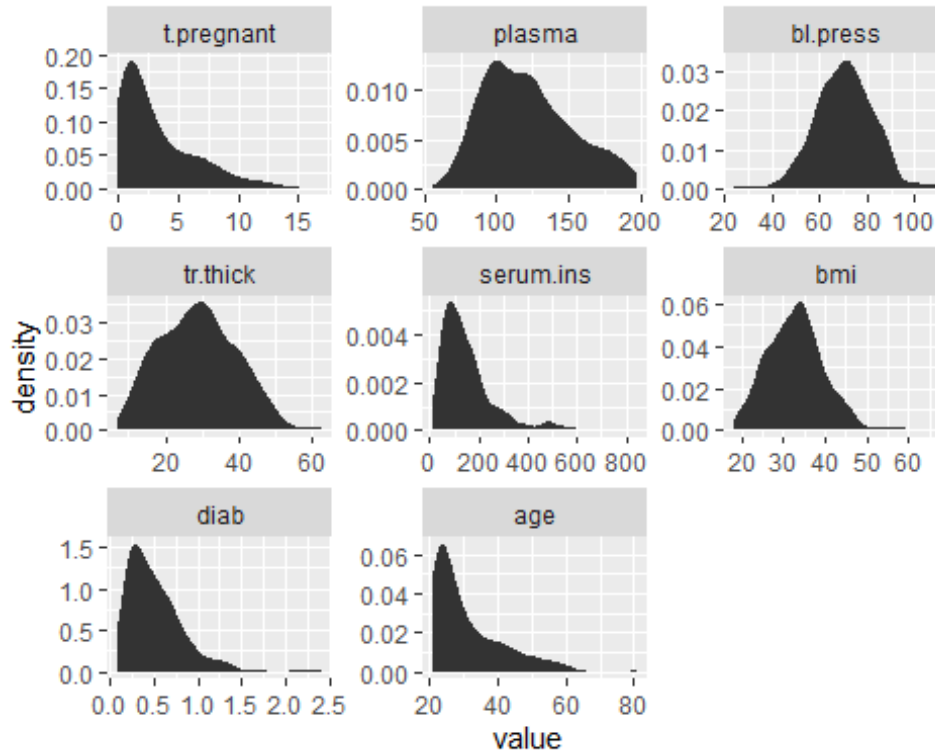 t.pregnant
plasma
bl.press
0.20
0.15
0.10
0.05
0.00
0 5 10 15
0.010
0.005
0.000
50 100 150 200
0.03
0.02
0.01
0.00
20 40 60 80 100
tr.thick
serum.ins
bmi
density
0.03
0.02
0.01
0.00
20 40 60
0.004
0.002
0.000
0 200 400 600 800
0.06
0.04
0.02
0.00
20 30 40 50 60
diab
age
1.5
1.0
0.5
0.0
0.0 0.5 1.0 1.5 2.0 2.5
0.06
0.04
0.02
0.00
20 40 60 80
value